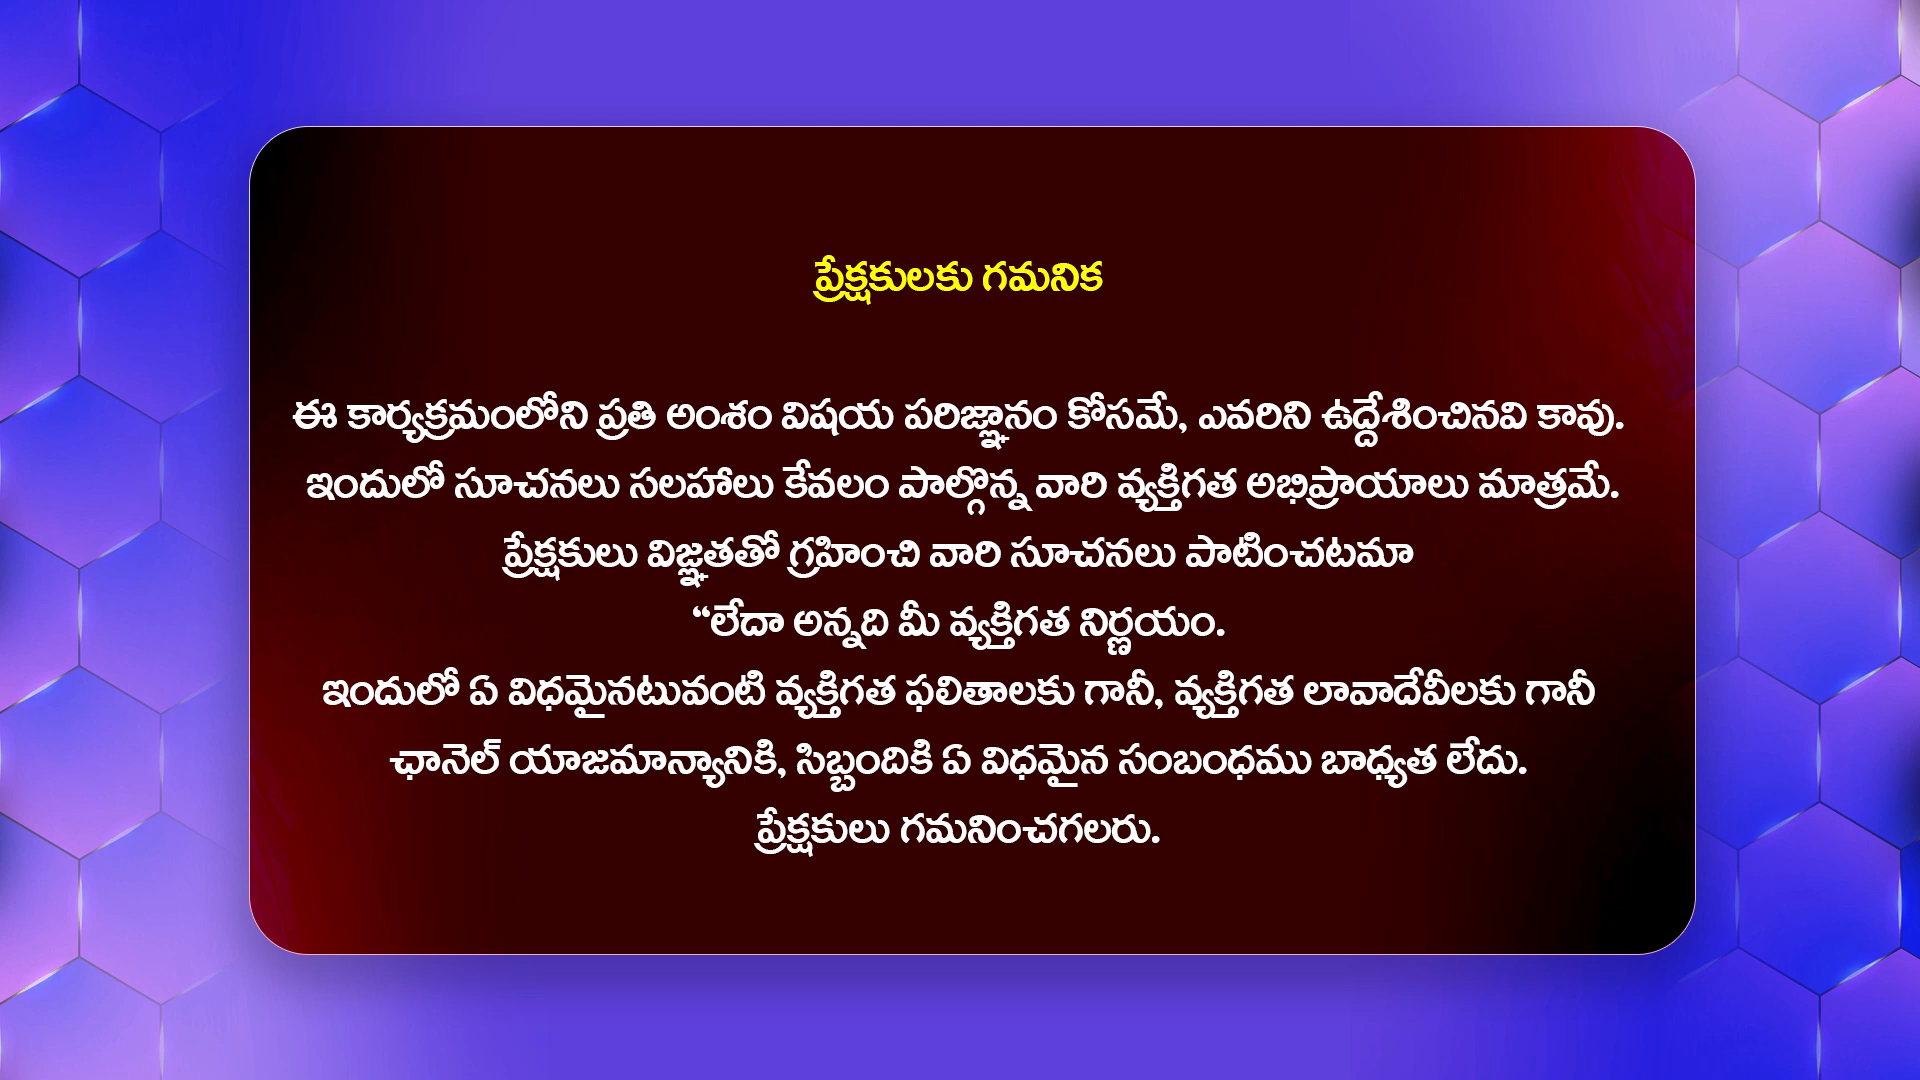 ప్రేక్షకులకు గమనిక
ఈ కార్యక్రమంలోని ప్రతి అంశం విషయ పరిజ్ఞానం కోసమే, ఎవరిని ఉద్దేశించినవి కావు.
ఇందులో సూచనలు సలహాలు కేవలం పాల్గొన్న వారి వ్యక్తిగత అభిప్రాయాలు మాత్రమే.
ప్రేక్షకులు విజ్ఞతతో గ్రహించి వారి సూచనలు పాటించటమా
“లేదా అన్నది మీ వ్యక్తిగత నిర్ణయం.
ఇందులో ఏ విధమైనటువంటి వ్యక్తిగత ఫలితాలకు గానీ, వ్యక్తిగత లావాదేవీలకు గానీ
ఛానెల్ యాజమాన్యానికి, సిబ్బందికి ఏ విధమైన సంబంధము బాధ్యత లేదు.
ప్రేక్షకులు గమనించగలరు.